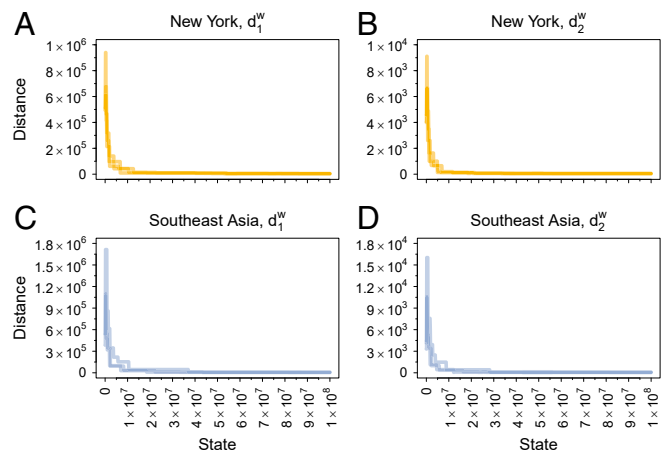 A
New York, d₁ʷ
Distance
1 × 10⁶
8 × 10⁵
6 × 10⁵
4 × 10⁵
2 × 10⁵
0
B
New York, d₂ʷ
1 × 10⁴
8 × 10³
6 × 10³
4 × 10³
2 × 10³
0
C
Southeast Asia, d₁ʷ
Distance
1.8 × 10⁶
1.5 × 10⁶
1.2 × 10⁶
9 × 10⁵
6 × 10⁵
3 × 10⁵
0
0
1 × 10⁷
2 × 10⁷
3 × 10⁷
4 × 10⁷
5 × 10⁷
6 × 10⁷
7 × 10⁷
8 × 10⁷
9 × 10⁷
1 × 10⁸
State
D
Southeast Asia, d₂ʷ
1.8 × 10⁴
1.5 × 10⁴
1.2 × 10⁴
9 × 10³
6 × 10³
3 × 10³
0
0
1 × 10⁷
2 × 10⁷
3 × 10⁷
4 × 10⁷
5 × 10⁷
6 × 10⁷
7 × 10⁷
8 × 10⁷
9 × 10⁷
1 × 10⁸
State